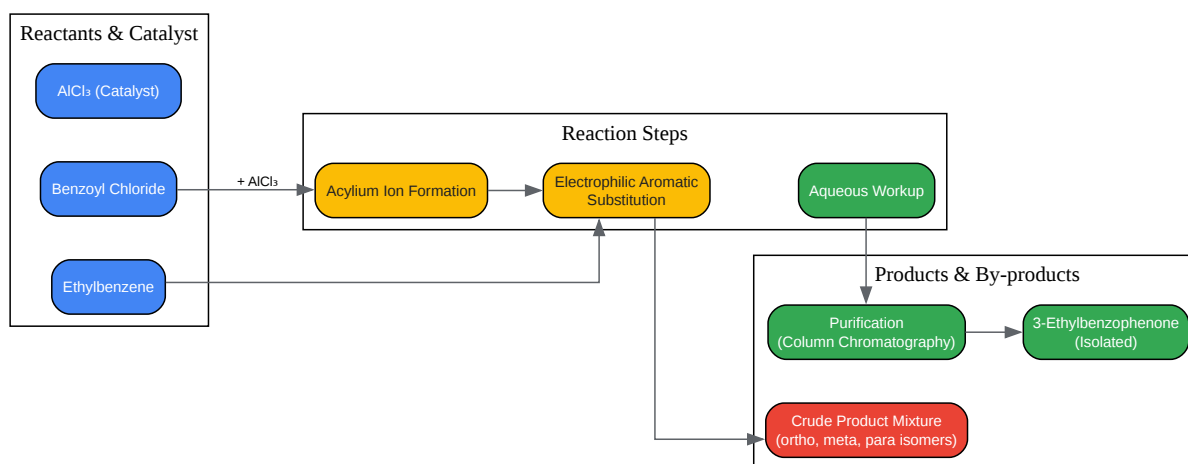 Reactants & Catalyst
AlCl₃ (Catalyst)
Benzoyl Chloride
Ethylbenzene
+ AlCl₃
Reaction Steps
Acylium Ion Formation
Electrophilic Aromatic
Substitution
Aqueous Workup
Products & By-products
Purification
(Column Chromatography)
3-Ethylbenzophenone
(Isolated)
Crude Product Mixture
(ortho, meta, para isomers)